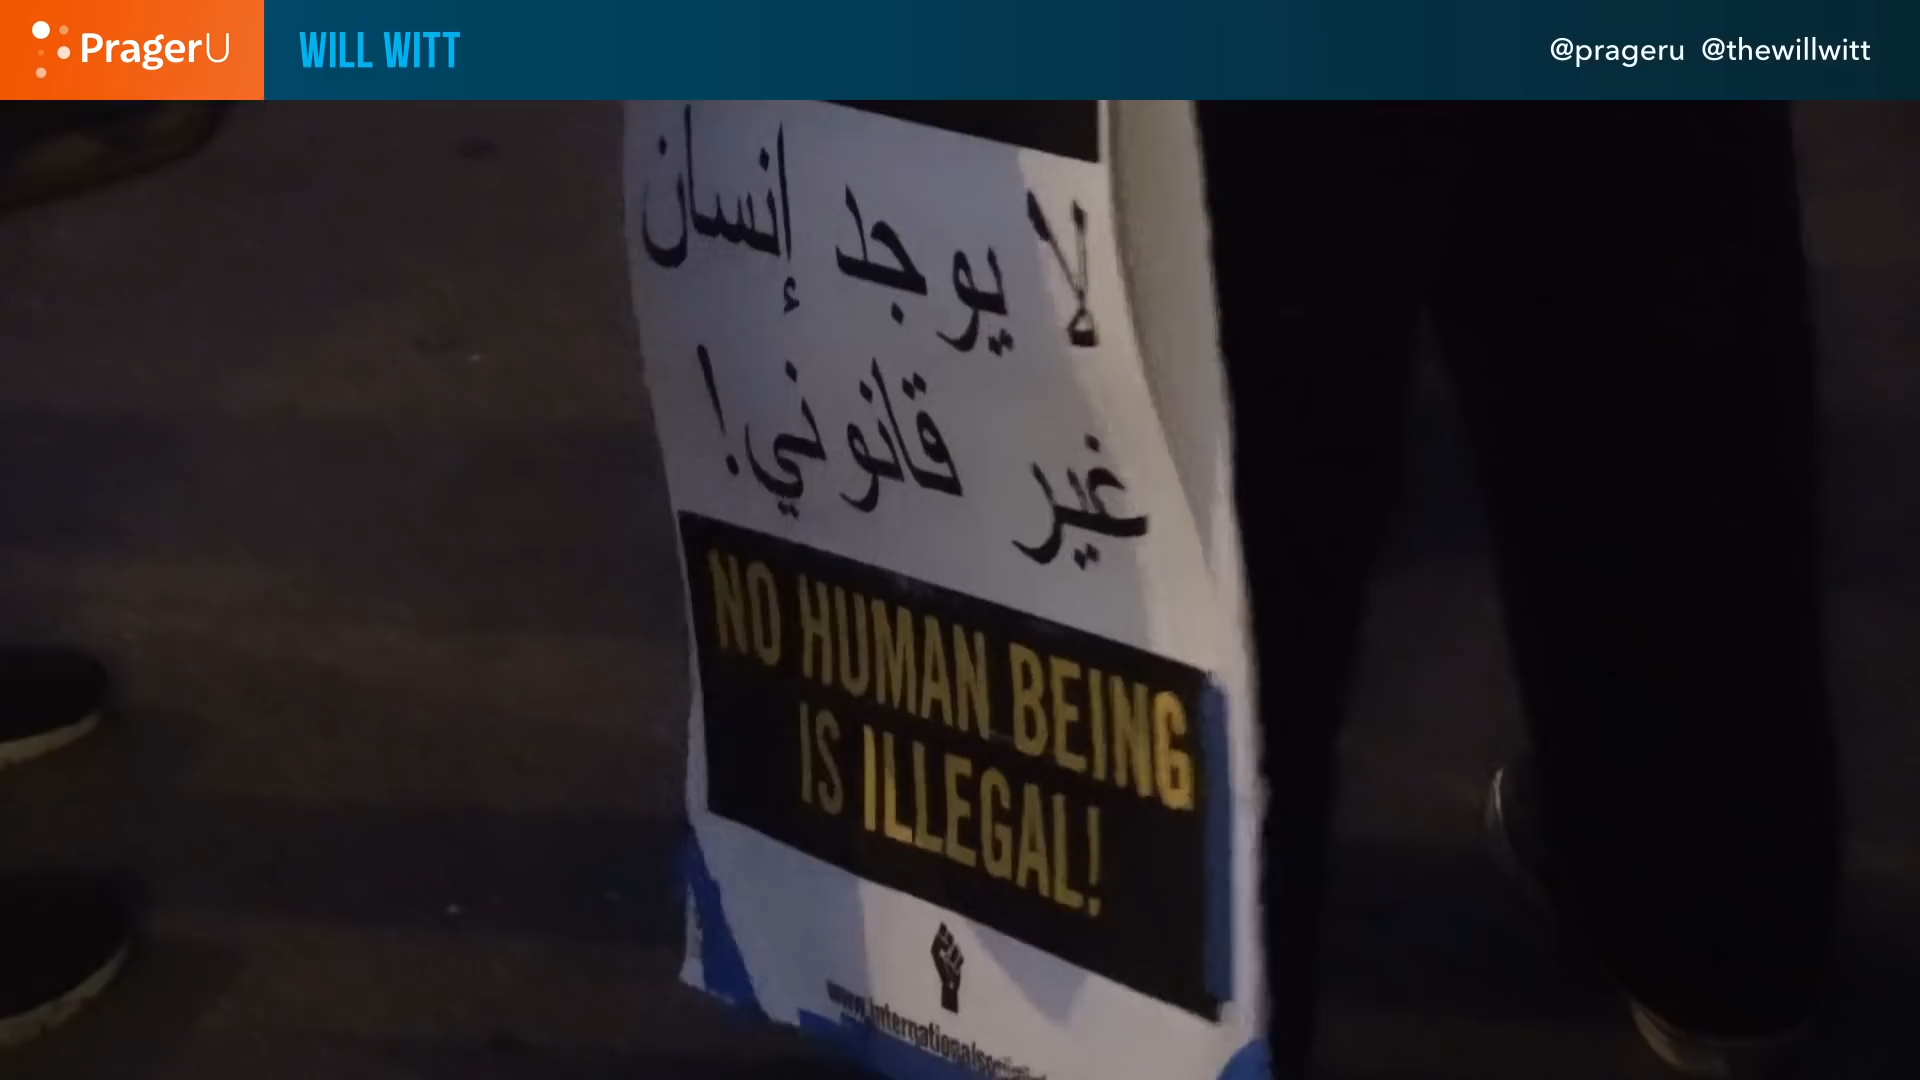 PragerU
WILL WITT
@prageru @thewillwitt
لا يوجد إنسان
غير قانوني!
NO HUMAN BEING
IS ILLEGAL!